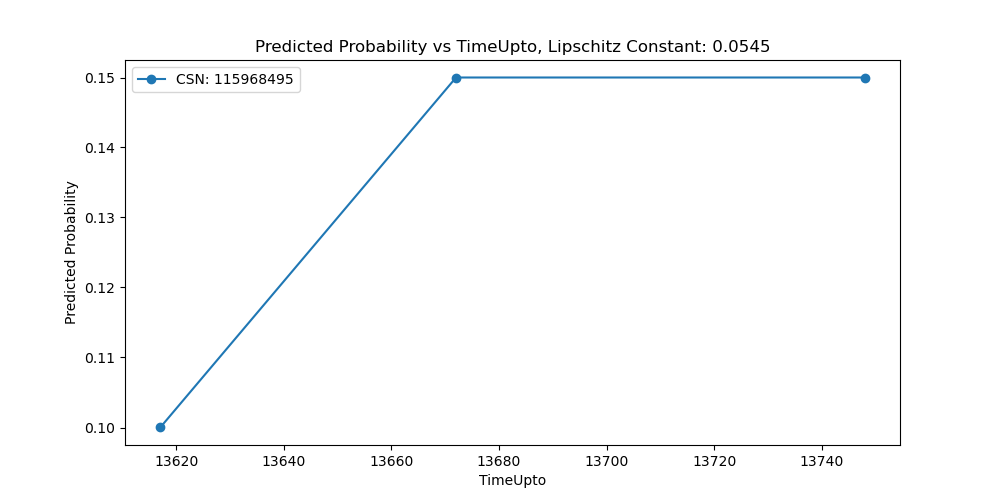 Predicted Probability vs TimeUpto, Lipschitz Constant: 0.0545
CSN: 115968495
0.15
0.14
0.13
0.12
0.11
0.10
Predicted Probability
13620 13640 13660 13680 13700 13720 13740
TimeUpto